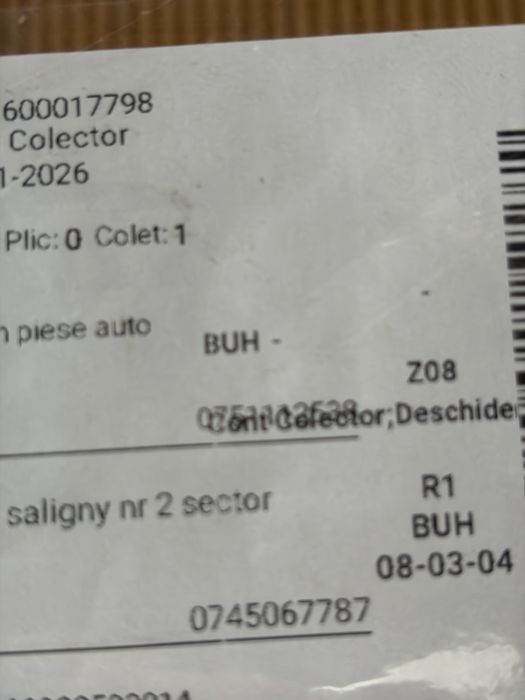 600017798
Colector
1-2026
Plic: 0 Colet: 1
n piese auto
BUH -
Z08
Cont Colector;Deschide
saligny nr 2 sector
R1
BUH
08-03-04
0745067787